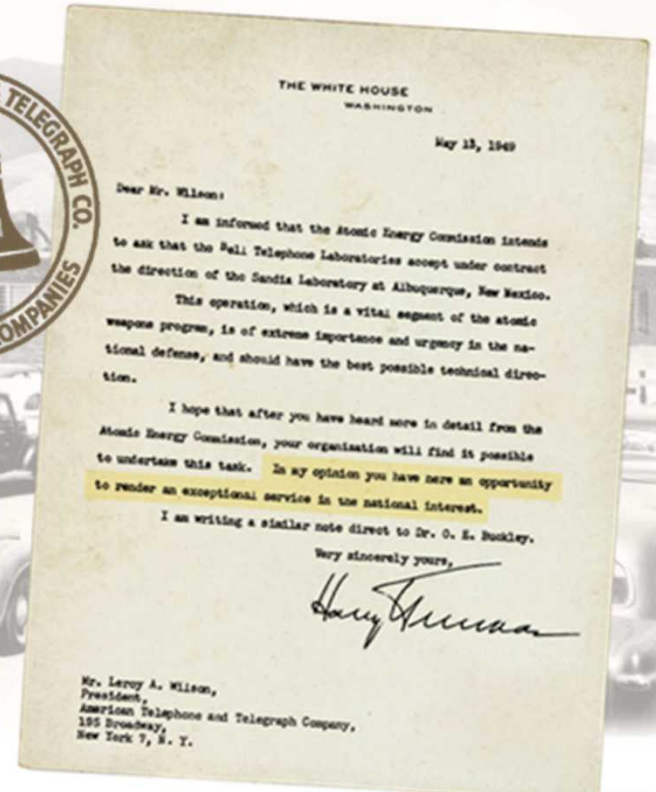 TELEGRAPH CO.
COMPANIES
THE WHITE HOUSE
WASHINGTON
May 13, 1949
Dear Mr. Wilson:
I am informed that the Atomic Energy Commission intends
to ask that the Bell Telephone Laboratories accept under contract
the direction of the Sandia Laboratory at Albuquerque, New Mexico.
This operation, which is a vital segment of the atomic
weapons program, is of extreme importance and urgency in the na-
tional defense, and should have the best possible technical direc-
tion.
I hope that after you have heard more in detail from the
Atomic Energy Commission, your organization will find it possible
to undertake this task. In my opinion you have here an opportunity
to render an exceptional service in the national interest.
I am writing a similar note direct to Dr. O. E. Buckley.
Very sincerely yours,
Harry Truman
Mr. Leroy A. Wilson,
President,
American Telephone and Telegraph Company,
195 Broadway,
New York 7, N. Y.